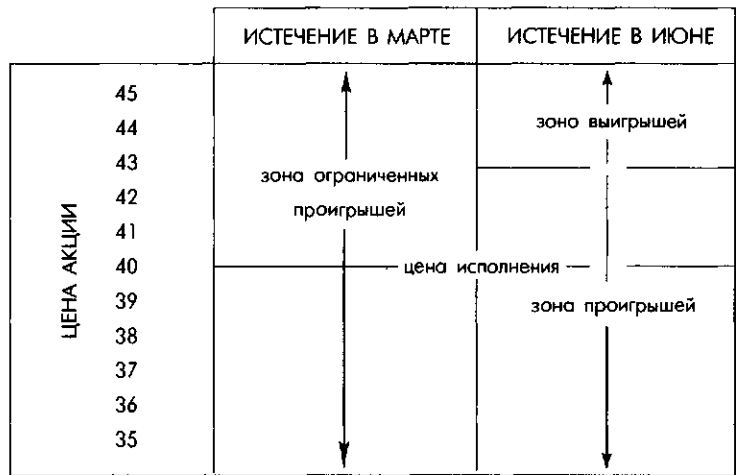 ИСТЕЧЕНИЕ В МАРТЕ
ИСТЕЧЕНИЕ В ИЮНЕ
ЦЕНА АКЦИИ
45
44
43
42
41
40
39
38
37
36
35
зона ограниченных
проигрышей
зоно выигрышей
цена исполнения
зона проигрышей